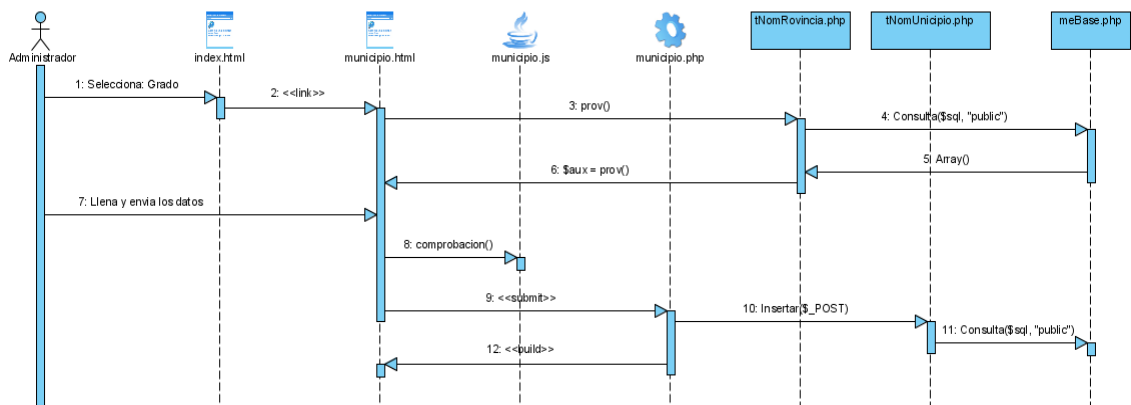 tNomRovincia.php
tNomUnicipio.php
meBase.php
Administrador
index.html
municipio.html
municipio.js
municipio.php
1: Selecciona: Grado
2: <<link>>
3: prov()
4: Consulta($sql, "public")
5: Array()
6: $aux = prov()
7: Llena y envia los datos
8: comprobacion()
9: <<submit>>
10: Insertar($_POST)
11: Consulta($sql, "public")
12: <<build>>